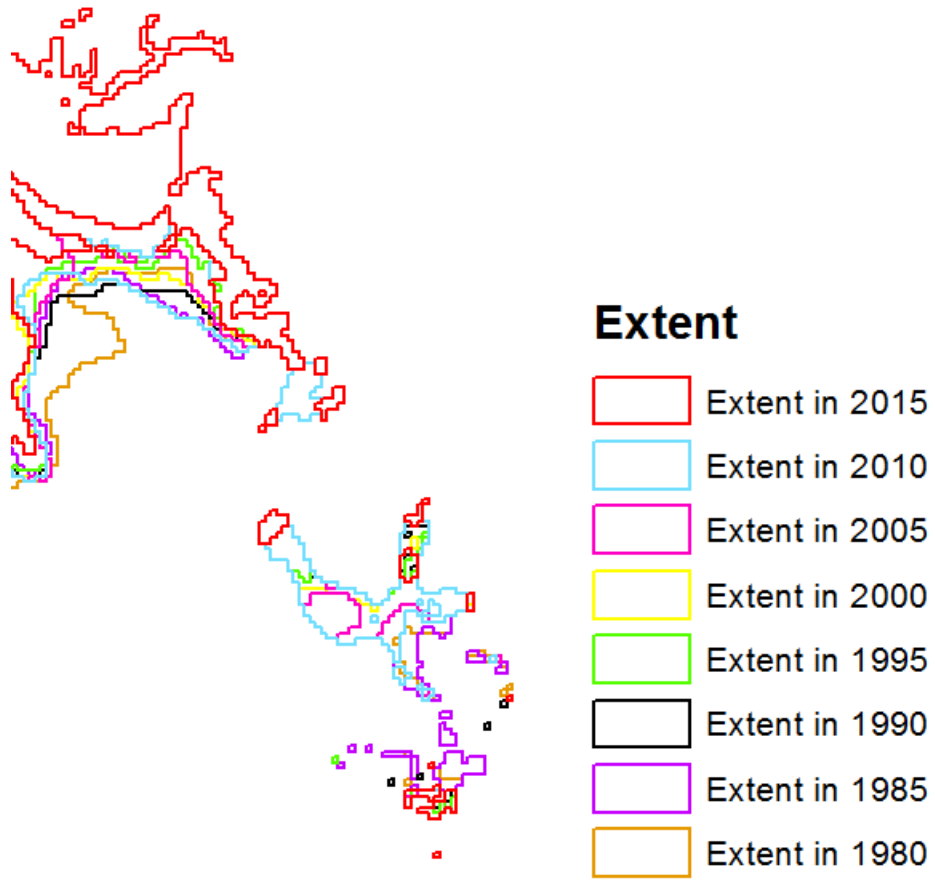 Extent
Extent in 2015
Extent in 2010
Extent in 2005
Extent in 2000
Extent in 1995
Extent in 1990
Extent in 1985
Extent in 1980